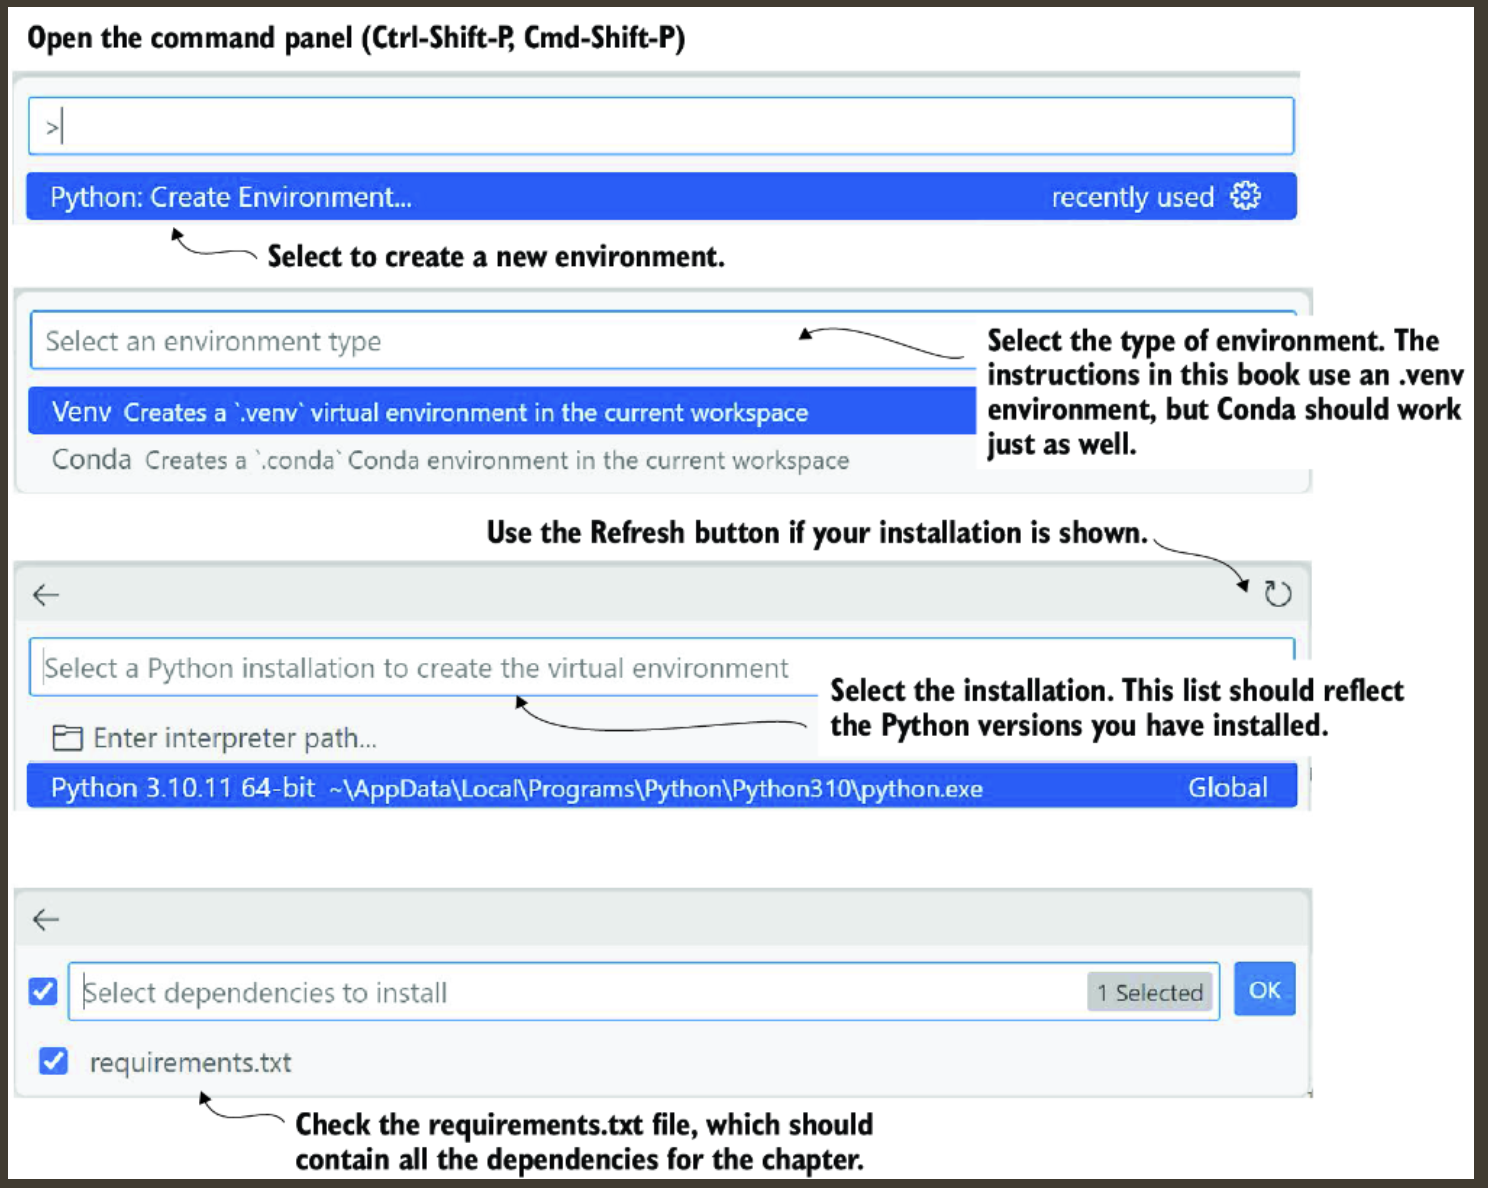 Open the command panel (Ctrl-Shift-P, Cmd-Shift-P)
>
Python: Create Environment... recently used
Select to create a new environment.
Select an environment type
Select the type of environment. The
instructions in this book use an .venv
environment, but Conda should work
just as well.
Venv Creates a `.venv` virtual environment in the current workspace
Conda Creates a `.conda` Conda environment in the current workspace
Use the Refresh button if your installation is shown.
Select a Python installation to create the virtual environment
Select the installation. This list should reflect
the Python versions you have installed.
Enter interpreter path...
Python 3.10.11 64-bit ~\AppData\Local\Programs\Python\Python310\python.exe Global
Select dependencies to install 1 Selected OK
requirements.txt
Check the requirements.txt file, which should
contain all the dependencies for the chapter.